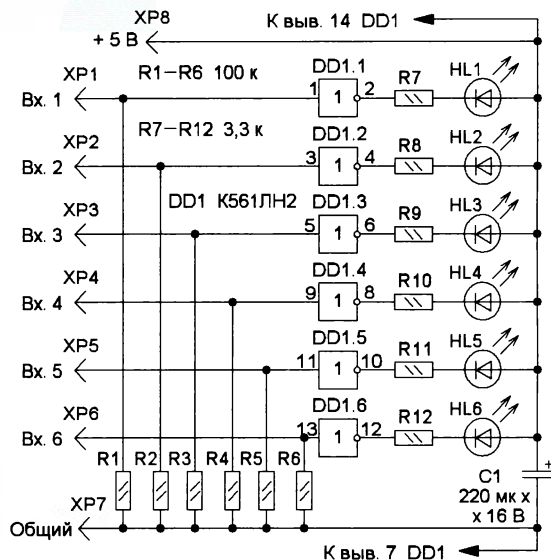 К выв. 14 DD1
XP8
+ 5 В
XP1
R1–R6 100 к
DD1.1
R7
HL1
Вх. 1
1
1
2
XP2
R7–R12 3,3 к
DD1.2
R8
HL2
Вх. 2
3
1
4
XP3
DD1 К561ЛН2
DD1.3
R9
HL3
Вх. 3
5
1
6
XP4
DD1.4
R10
HL4
Вх. 4
9
1
8
XP5
DD1.5
R11
HL5
Вх. 5
11
1
10
XP6
DD1.6
R12
HL6
Вх. 6
13
1
12
R1 R2 R3 R4 R5 R6
C1
+
220 мк х
х 16 В
XP7
Общий
К выв. 7 DD1